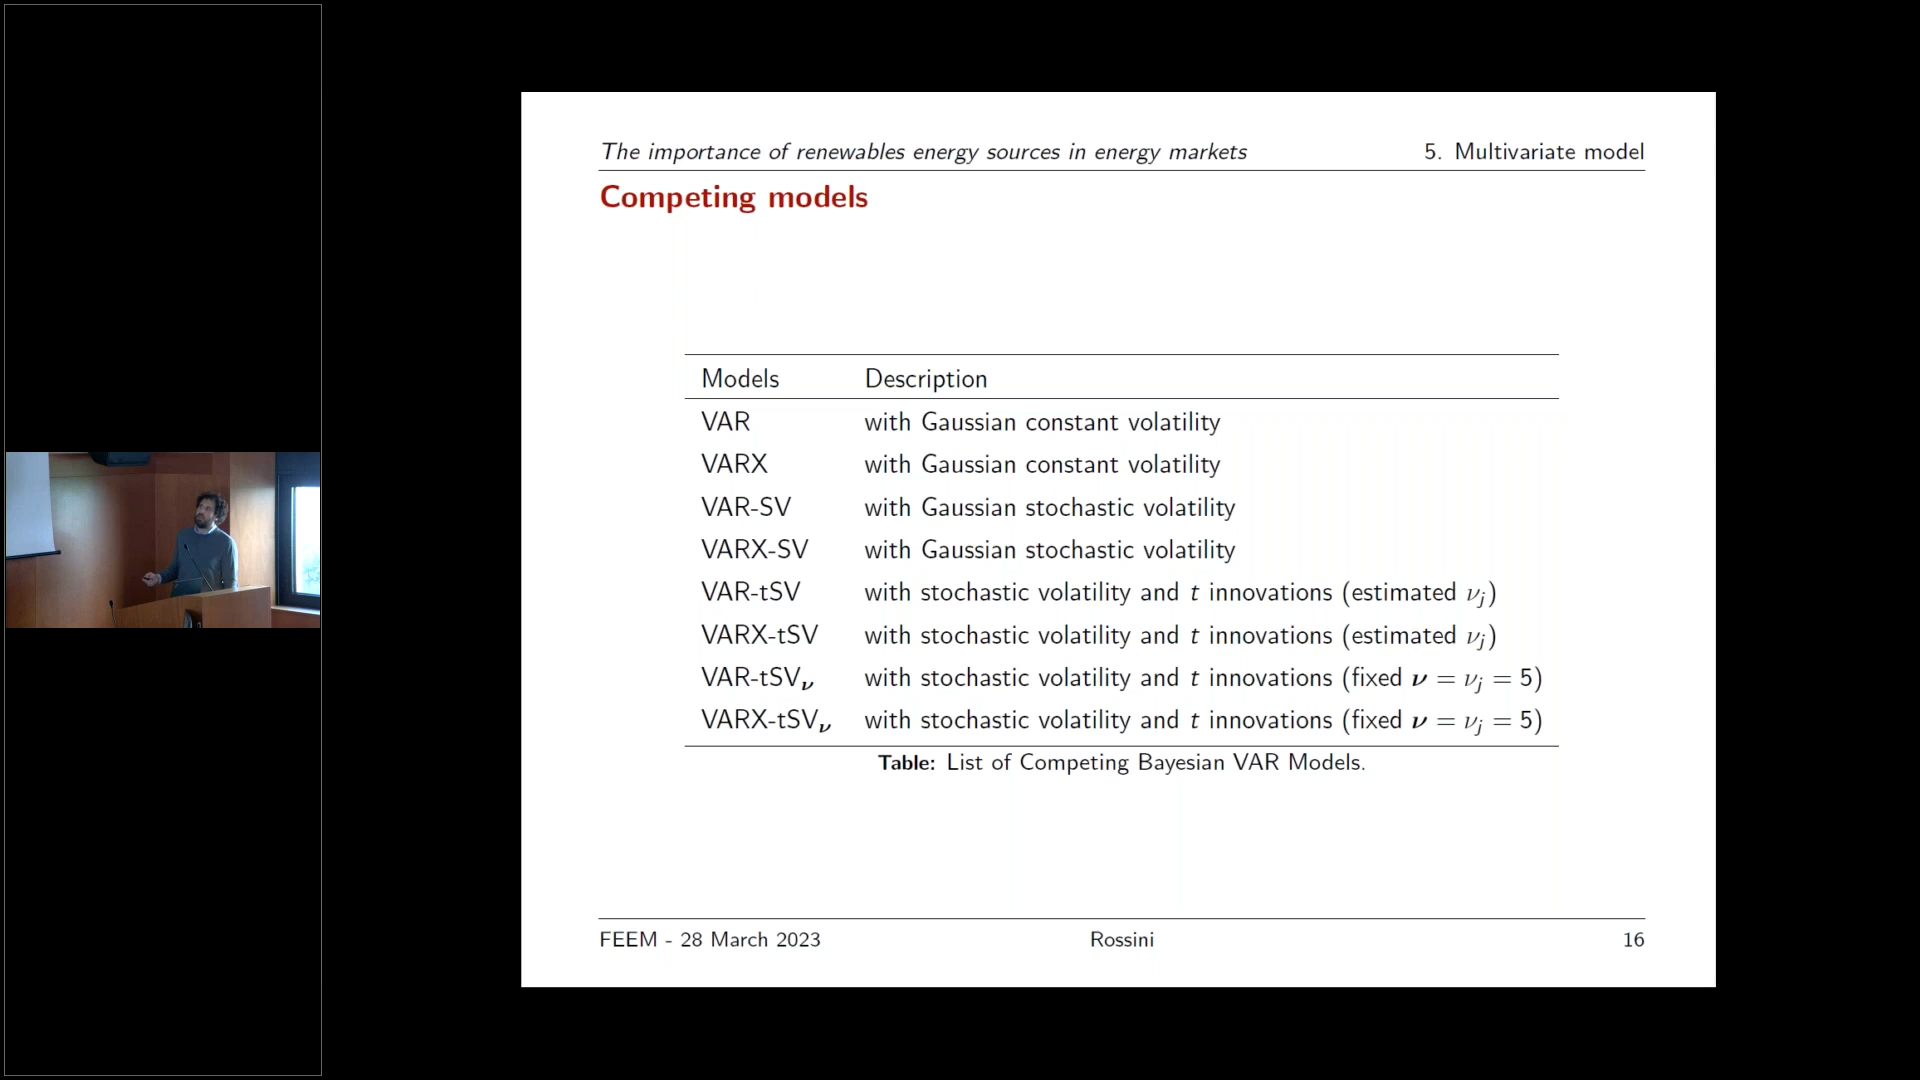 The importance of renewables energy sources in energy markets 5. Multivariate model
Competing models
Models Description
VAR with Gaussian constant volatility
VARX with Gaussian constant volatility
VAR-SV with Gaussian stochastic volatility
VARX-SV with Gaussian stochastic volatility
VAR-tSV with stochastic volatility and t innovations (estimated νⱼ)
VARX-tSV with stochastic volatility and t innovations (estimated νⱼ)
VAR-tSV_ν with stochastic volatility and t innovations (fixed ν = νⱼ = 5)
VARX-tSV_ν with stochastic volatility and t innovations (fixed ν = νⱼ = 5)
Table: List of Competing Bayesian VAR Models.
FEEM - 28 March 2023 Rossini 16